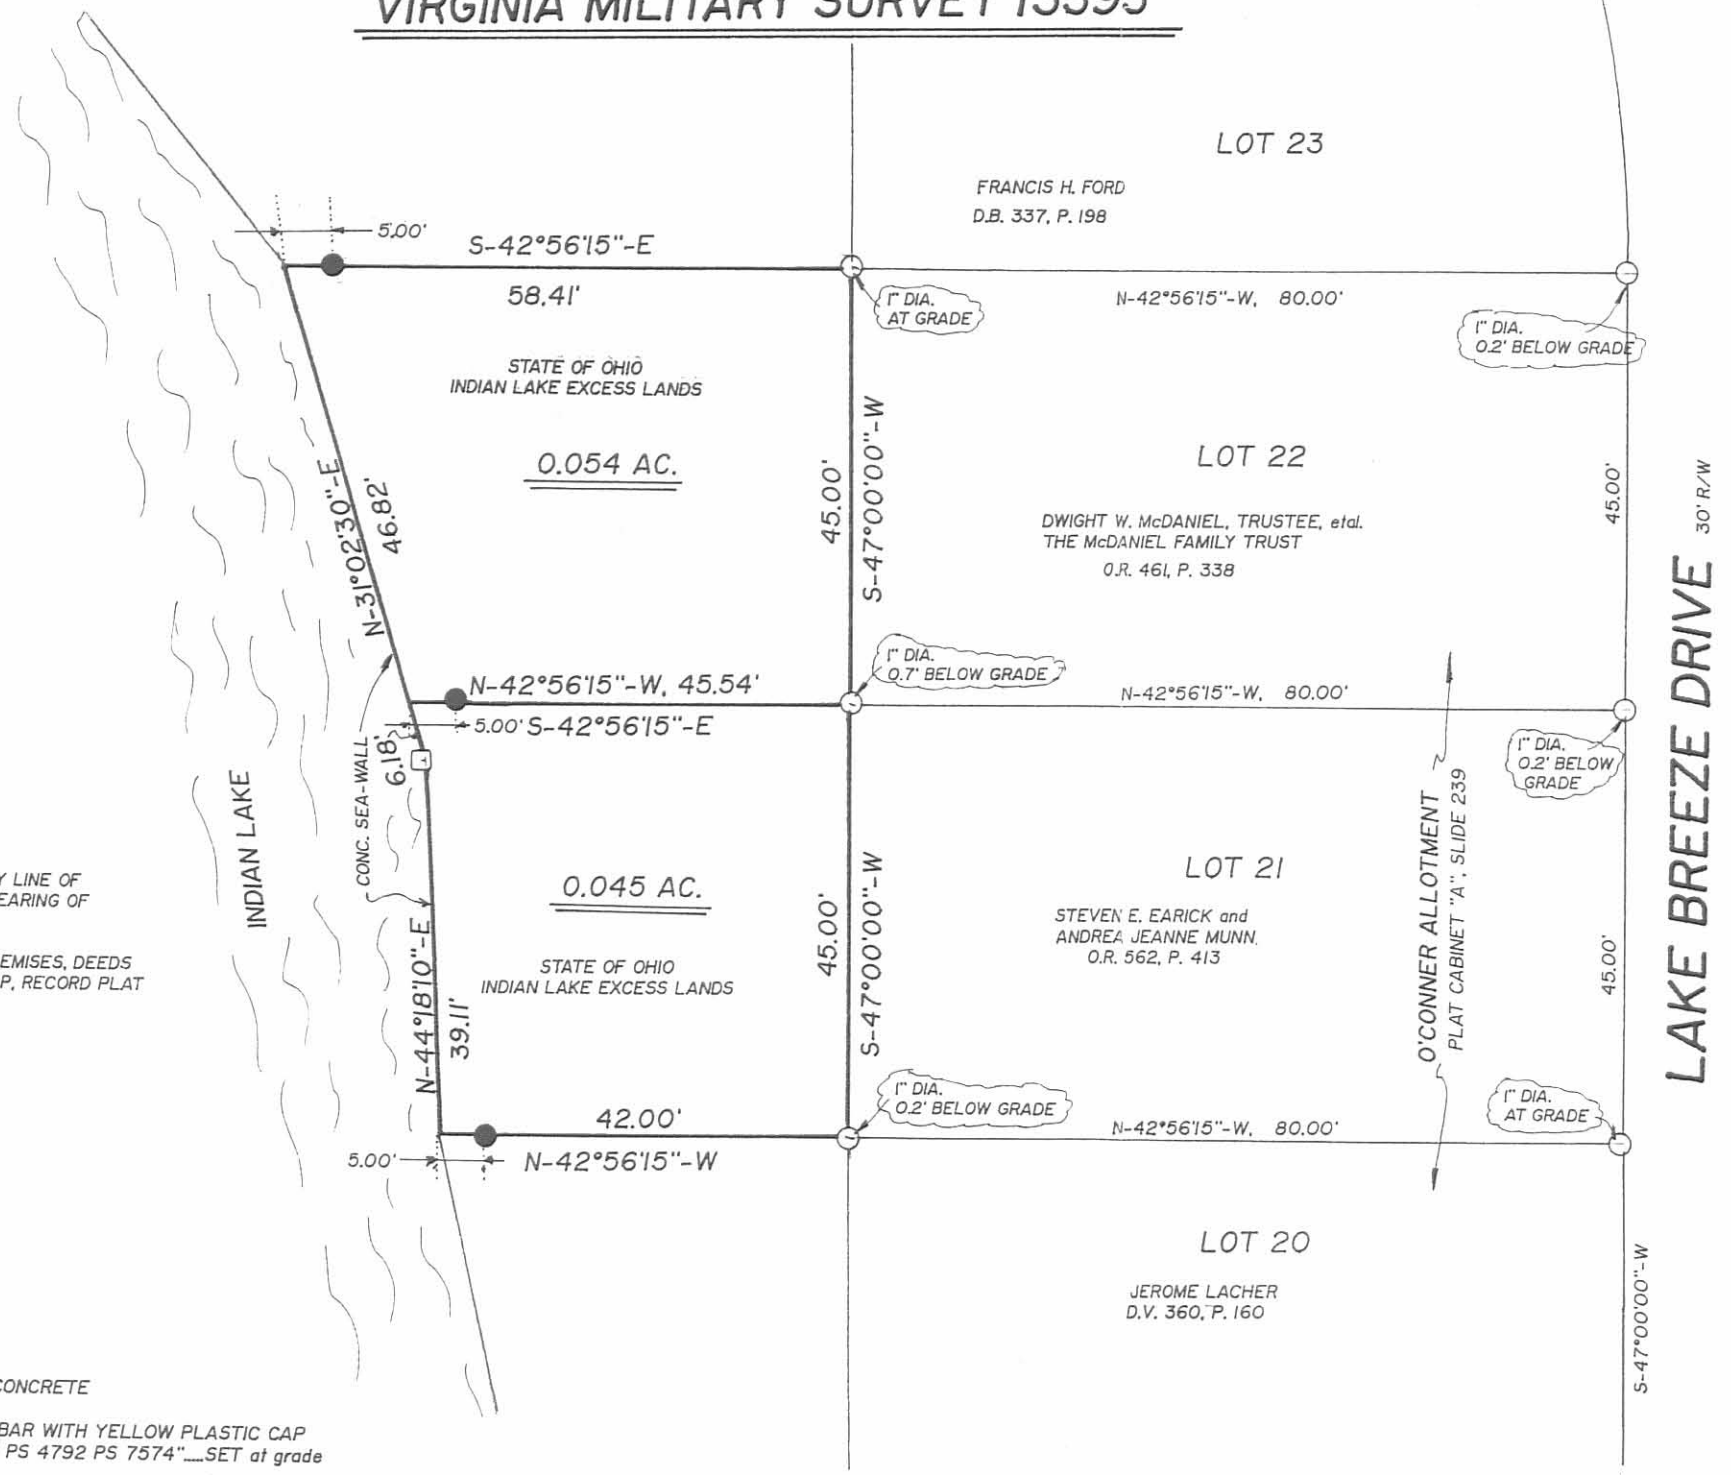 VIRGINIA MILITARY SURVEY 13395
LOT 23
FRANCIS H. FORD
D.B. 337, P. 198
5.00'
S-42°56'15"-E
58.41'
1" DIA.
AT GRADE
N-42°56'15"-W, 80.00'
1" DIA.
0.2' BELOW GRADE
STATE OF OHIO
INDIAN LAKE EXCESS LANDS
0.054 AC.
N-31°02'30"-E
46.82'
45.00'
S-47°00'00"-W
LOT 22
DWIGHT W. McDANIEL, TRUSTEE, etal.
THE McDANIEL FAMILY TRUST
O.R. 461, P. 338
45.00'
30' R/W
LAKE BREEZE DRIVE
1" DIA.
0.7' BELOW GRADE
N-42°56'15"-W, 45.54'
5.00' S-42°56'15"-E
6.18'
N-42°56'15"-W, 80.00'
1" DIA.
0.2' BELOW
GRADE
CONC. SEA-WALL
INDIAN LAKE
0.045 AC.
STATE OF OHIO
INDIAN LAKE EXCESS LANDS
N-44°18'10"-E
39.11'
45.00'
S-47°00'00"-W
LOT 21
STEVEN E. EARICK and
ANDREA JEANNE MUNN
O.R. 562, P. 413
O'CONNER ALLOTMENT
PLAT CABINET "A", SLIDE 239
45.00'
Y LINE OF
EARING OF
EMISES, DEEDS
P, RECORD PLAT
1" DIA.
0.2' BELOW GRADE
1" DIA.
AT GRADE
42.00'
5.00'
N-42°56'15"-W
N-42°56'15"-W, 80.00'
LOT 20
JEROME LACHER
D.V. 360, P. 160
S-47°00'00"-W
CONCRETE
BAR WITH YELLOW PLASTIC CAP
PS 4792 PS 7574".....SET at grade